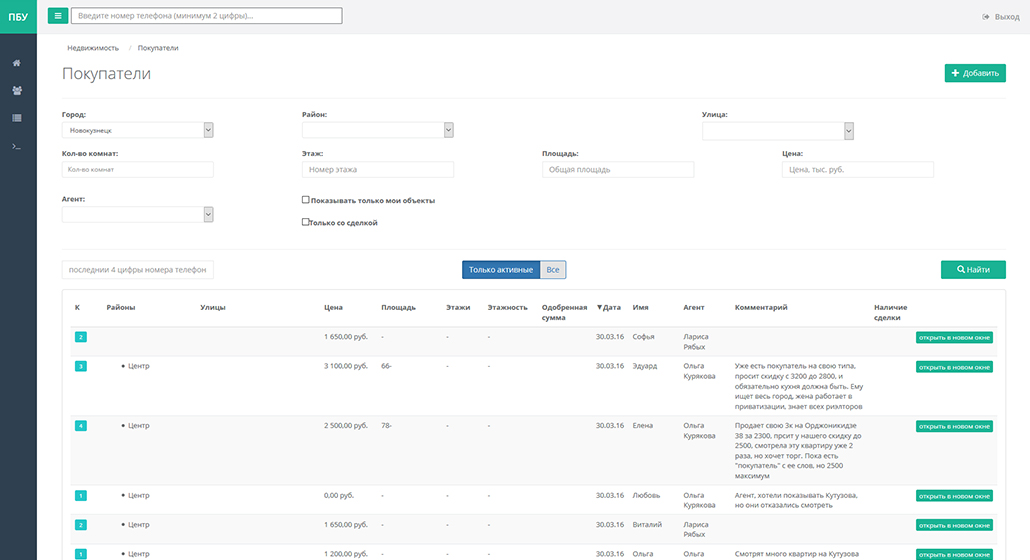 ПБУ
Введите номер телефона (минимум 2 цифры)...
Выход
Недвижимость / Покупатели
Покупатели
Добавить
Город: Район: Улица:
Новокузнецк
Кол-во комнат: Этаж: Площадь: Цена:
Кол-во комнат Номер этажа Общая площадь Цена, тыс. руб.
Агент:
Показывать только мои объекты
Только со сделкой
последнии 4 цифры номера телефон Только активные Все Найти
К Районы Улицы Цена Площадь Этажи Этажность Одобренная ▼Дата Имя Агент Комментарий Наличие
сумма сделки
2 1 650,00 руб. - - - 30.03.16 Софья Лариса открыть в новом окне
Рябых
3 • Центр 3 100,00 руб. 66- - - 30.03.16 Эдуард Ольга Уже есть покупатель на свою типа, открыть в новом окне
Курякова просит скидку с 3200 до 2800, и
обязательно кухня должна быть. Ему
ищет весь город, жена работает в
приватизации, знает всех риэлторов
4 • Центр 2 500,00 руб. 78- - - 30.03.16 Елена Ольга Продает свою 3к на Орджоникидзе открыть в новом окне
Курякова 38 за 2300, прсит у нашего скидку до
2500, смотрела эту квартиру уже 2
раза, но хочет торг. Пока есть
"покупатель" с ее слов, но 2500
максимум
1 • Центр 0,00 руб. - - - 30.03.16 Любовь Ольга Агент, хотели показывать Кутузова, открыть в новом окне
Курякова но они отказались смотреть
2 • Центр 1 650,00 руб. - - - 30.03.16 Виталий Лариса открыть в новом окне
Рябых
1 • Центр 1 200,00 руб. - - - 30.03.16 Ольга Ольга Смотрят много квартир на Кутузова открыть в новом окне